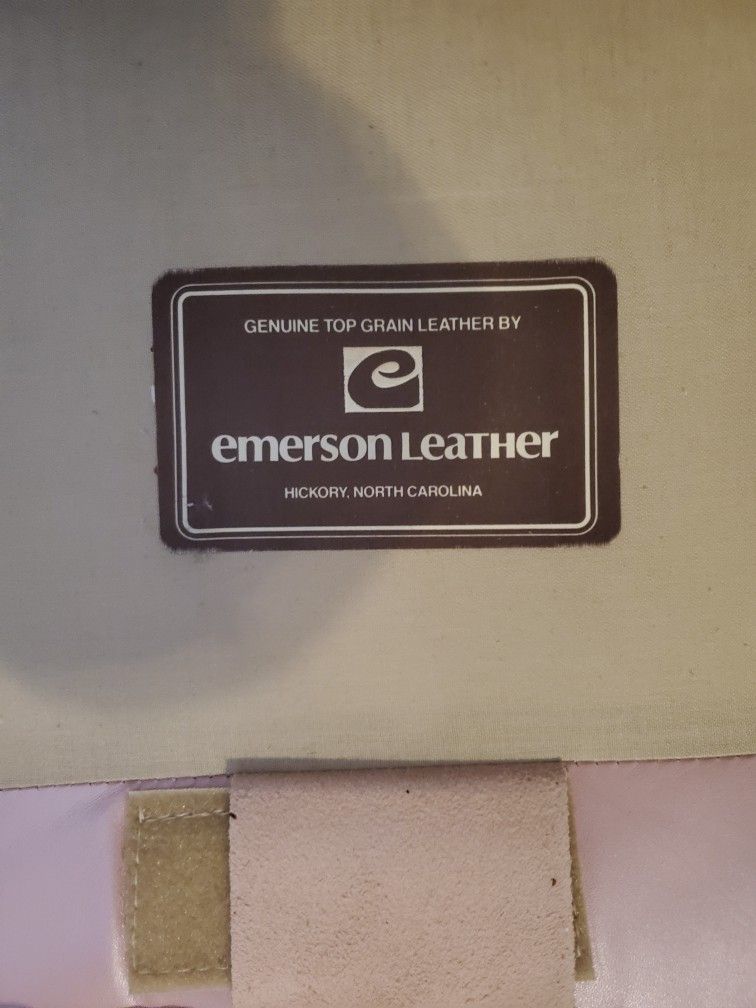 GENUINE TOP GRAIN LEATHER BY
e
emerson Leather
HICKORY, NORTH CAROLINA